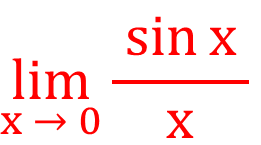 lim sin x
x → 0 x